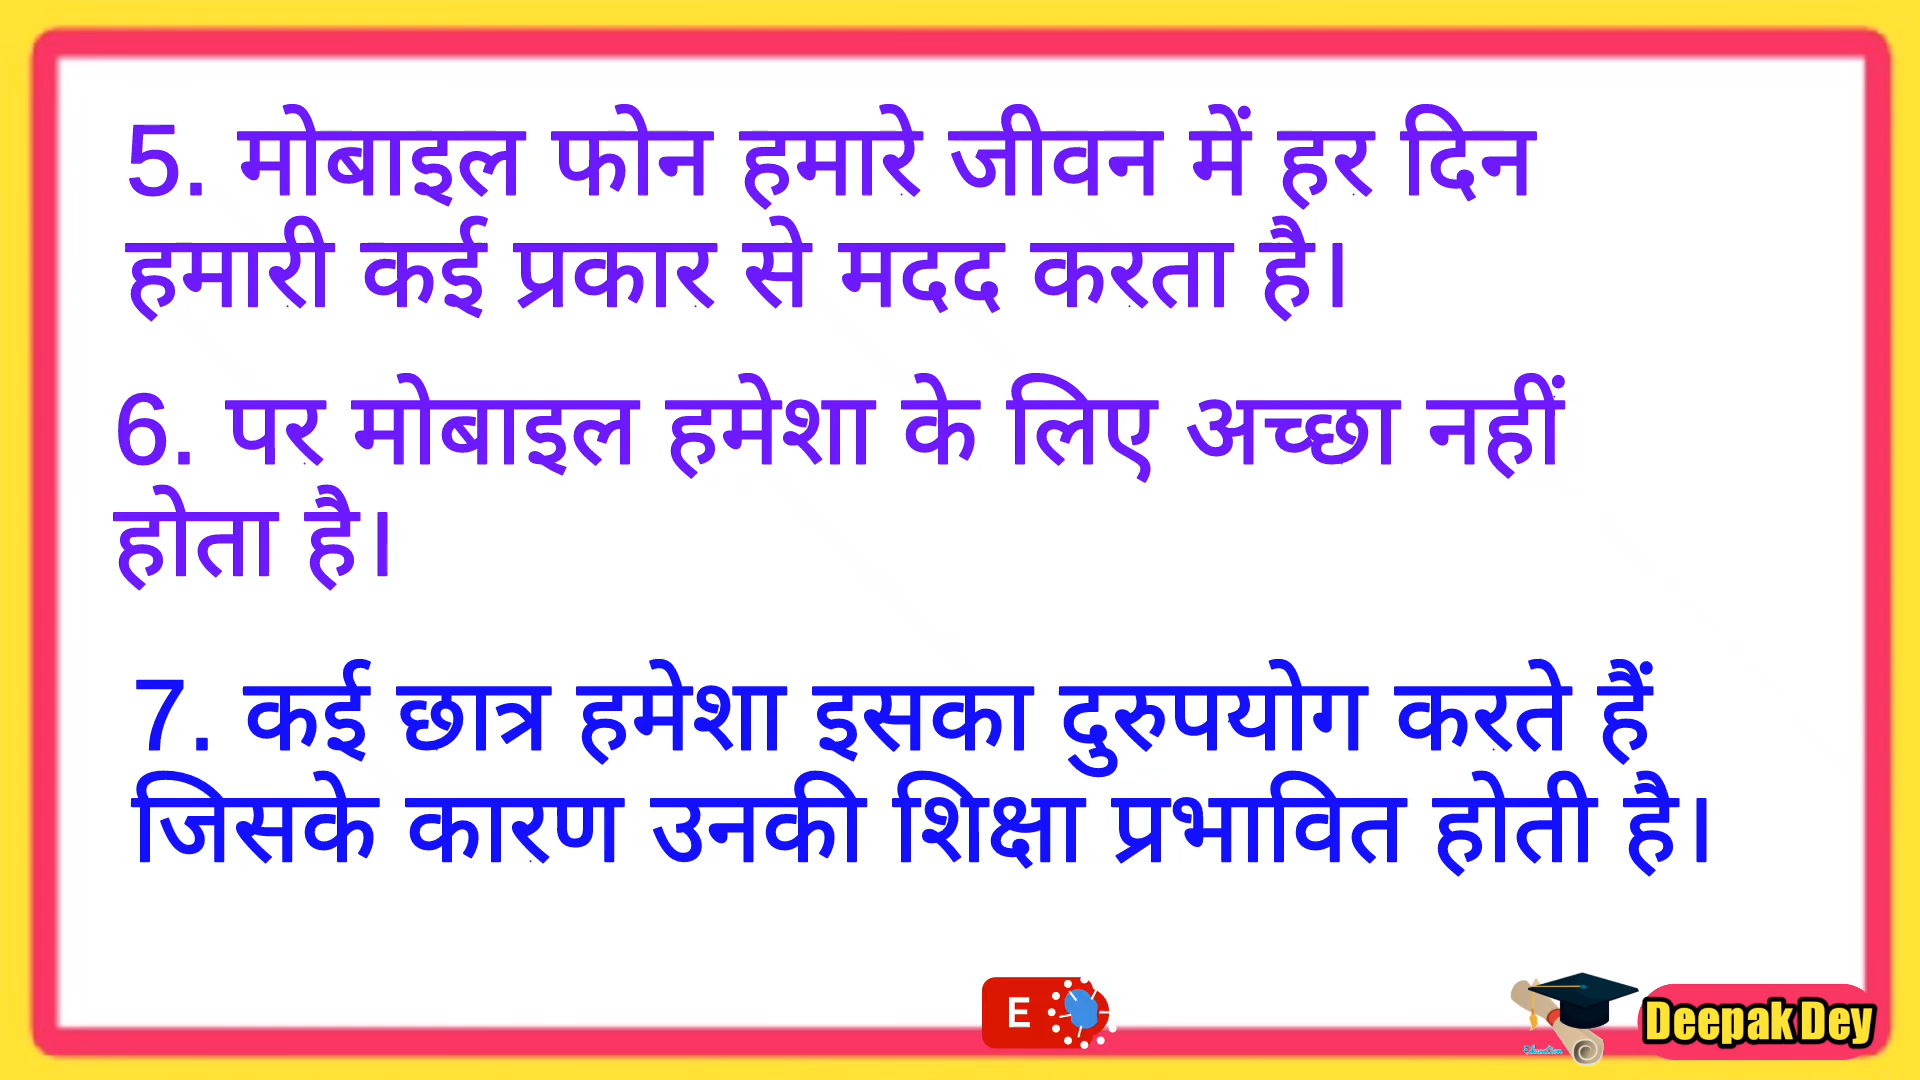 5. मोबाइल फोन हमारे जीवन में हर दिन
हमारी कई प्रकार से मदद करता है।
6. पर मोबाइल हमेशा के लिए अच्छा नहीं
होता है।
7. कई छात्र हमेशा इसका दुरुपयोग करते हैं
जिसके कारण उनकी शिक्षा प्रभावित होती है।
E
Education
Deepak Dey